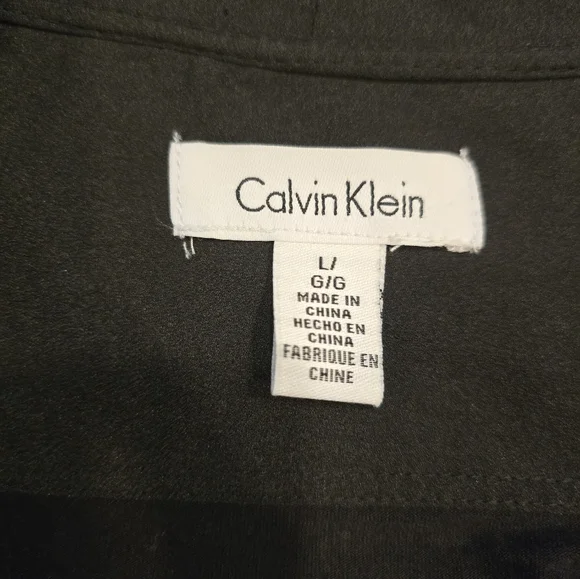 Calvin Klein
L/
G/G
MADE IN
CHINA
HECHO EN
CHINA
FABRIQUE EN
CHINE